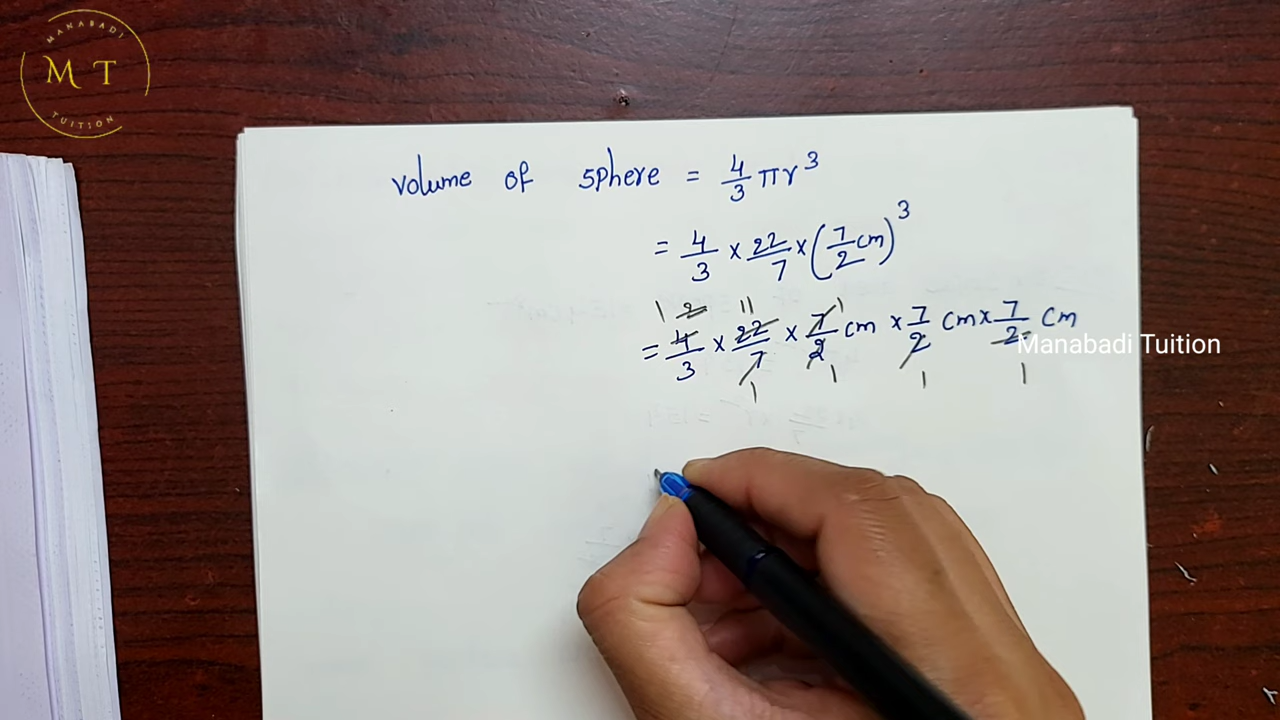 MANABADI
M T
TUITION
volume of sphere = 4/3 πr³
= 4/3 × 22/7 × (7/2 cm)³
1 2 11 1
= 4/3 × 22/7 × 7/2 cm × 7/2 cm × 7/2 cm
1 1 1 1
Manabadi Tuition